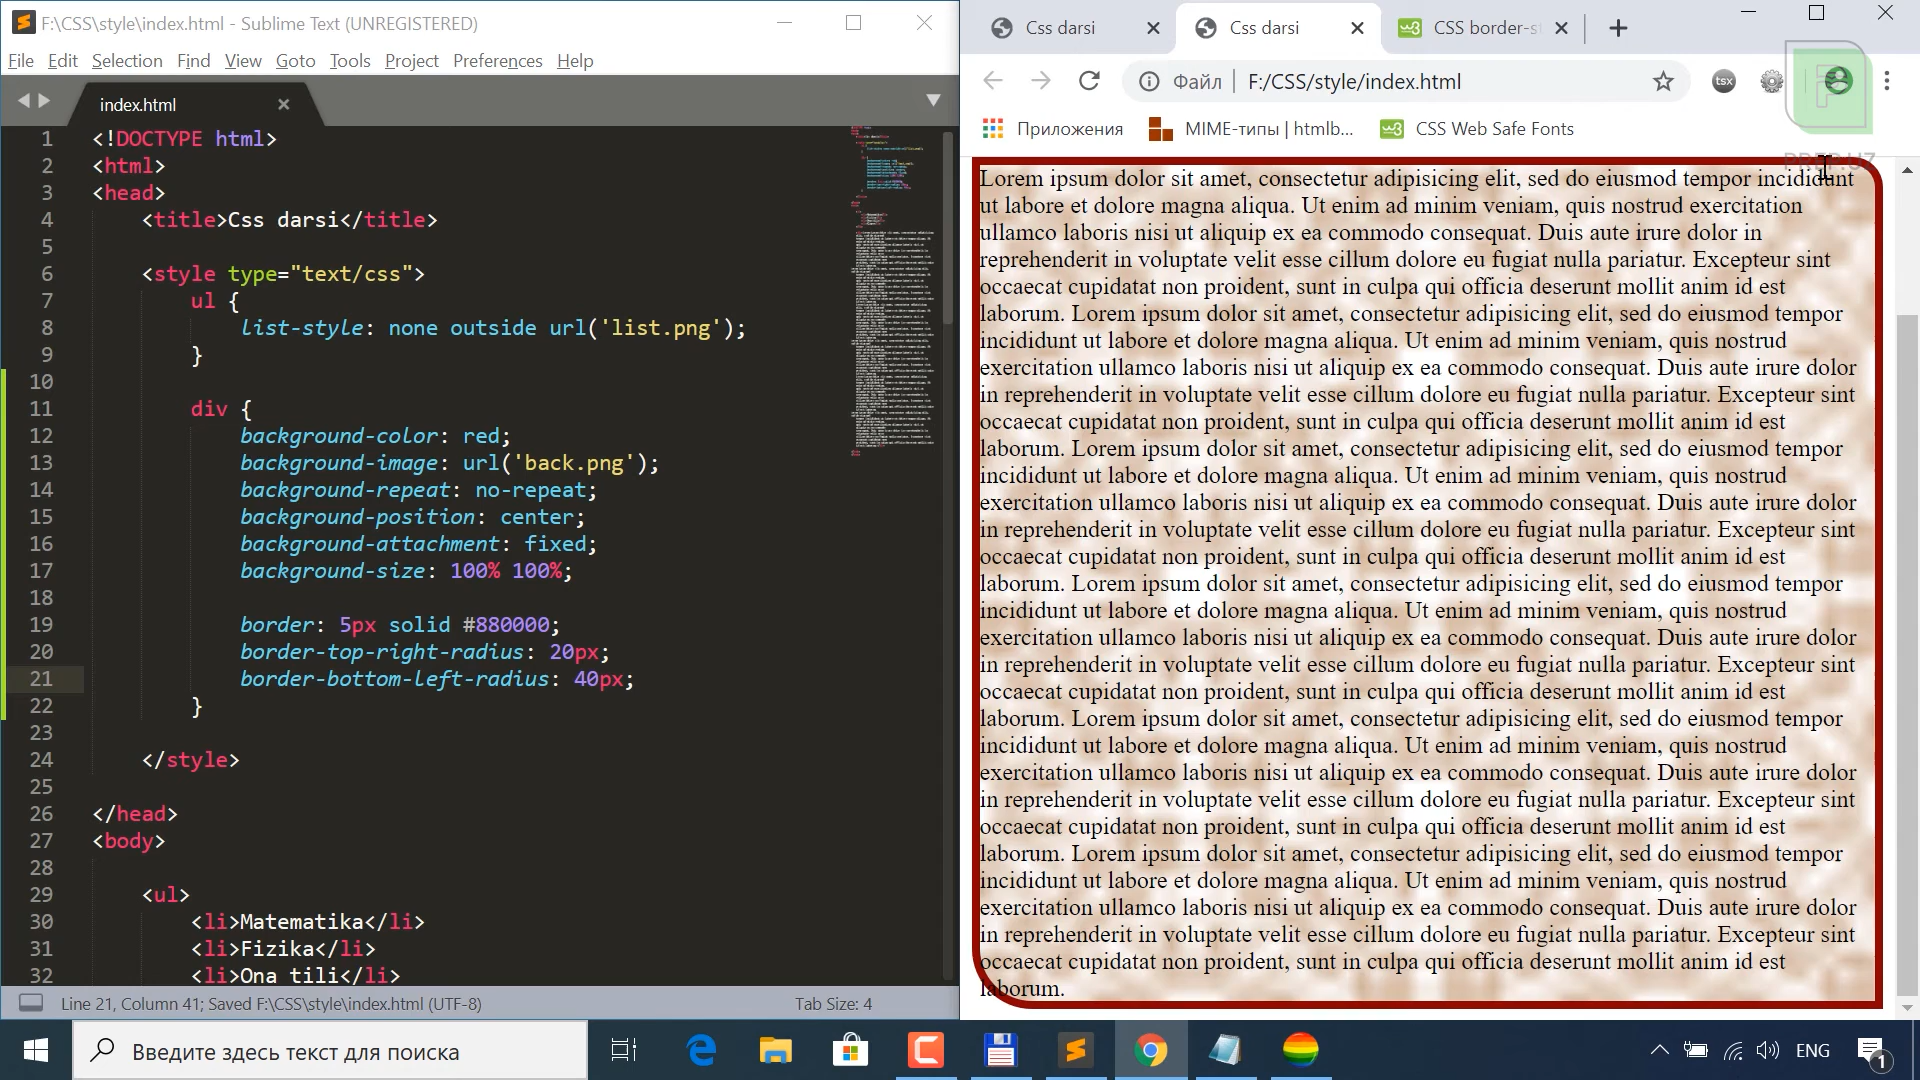 F:\CSS\style\index.html - Sublime Text (UNREGISTERED)
File Edit Selection Find View Goto Tools Project Preferences Help
index.html
1 <!DOCTYPE html>
2 <html>
3 <head>
4 <title>Css darsi</title>
5
6 <style type="text/css">
7 ul {
8 list-style: none outside url('list.png');
9 }
10
11 div {
12 background-color: red;
13 background-image: url('back.png');
14 background-repeat: no-repeat;
15 background-position: center;
16 background-attachment: fixed;
17 background-size: 100% 100%;
18
19 border: 5px solid #880000;
20 border-top-right-radius: 20px;
21 border-bottom-left-radius: 40px;
22 }
23
24 </style>
25
26 </head>
27 <body>
28
29 <ul>
30 <li>Matematika</li>
31 <li>Fizika</li>
32 <li>Ona tili</li>
Line 21, Column 41; Saved F:\CSS\style\index.html (UTF-8) Tab Size: 4
Css darsi Css darsi CSS border-s
Файл F:/CSS/style/index.html tsx
Приложения MIME-типы | htmlb... CSS Web Safe Fonts
PREP.UZ
Lorem ipsum dolor sit amet, consectetur adipisicing elit, sed do eiusmod tempor incididunt
ut labore et dolore magna aliqua. Ut enim ad minim veniam, quis nostrud exercitation
ullamco laboris nisi ut aliquip ex ea commodo consequat. Duis aute irure dolor in
reprehenderit in voluptate velit esse cillum dolore eu fugiat nulla pariatur. Excepteur sint
occaecat cupidatat non proident, sunt in culpa qui officia deserunt mollit anim id est
laborum. Lorem ipsum dolor sit amet, consectetur adipisicing elit, sed do eiusmod tempor
incididunt ut labore et dolore magna aliqua. Ut enim ad minim veniam, quis nostrud
exercitation ullamco laboris nisi ut aliquip ex ea commodo consequat. Duis aute irure dolor
in reprehenderit in voluptate velit esse cillum dolore eu fugiat nulla pariatur. Excepteur sint
occaecat cupidatat non proident, sunt in culpa qui officia deserunt mollit anim id est
laborum. Lorem ipsum dolor sit amet, consectetur adipisicing elit, sed do eiusmod tempor
incididunt ut labore et dolore magna aliqua. Ut enim ad minim veniam, quis nostrud
exercitation ullamco laboris nisi ut aliquip ex ea commodo consequat. Duis aute irure dolor
in reprehenderit in voluptate velit esse cillum dolore eu fugiat nulla pariatur. Excepteur sint
occaecat cupidatat non proident, sunt in culpa qui officia deserunt mollit anim id est
laborum. Lorem ipsum dolor sit amet, consectetur adipisicing elit, sed do eiusmod tempor
incididunt ut labore et dolore magna aliqua. Ut enim ad minim veniam, quis nostrud
exercitation ullamco laboris nisi ut aliquip ex ea commodo consequat. Duis aute irure dolor
in reprehenderit in voluptate velit esse cillum dolore eu fugiat nulla pariatur. Excepteur sint
occaecat cupidatat non proident, sunt in culpa qui officia deserunt mollit anim id est
laborum. Lorem ipsum dolor sit amet, consectetur adipisicing elit, sed do eiusmod tempor
incididunt ut labore et dolore magna aliqua. Ut enim ad minim veniam, quis nostrud
exercitation ullamco laboris nisi ut aliquip ex ea commodo consequat. Duis aute irure dolor
in reprehenderit in voluptate velit esse cillum dolore eu fugiat nulla pariatur. Excepteur sint
occaecat cupidatat non proident, sunt in culpa qui officia deserunt mollit anim id est
laborum. Lorem ipsum dolor sit amet, consectetur adipisicing elit, sed do eiusmod tempor
incididunt ut labore et dolore magna aliqua. Ut enim ad minim veniam, quis nostrud
exercitation ullamco laboris nisi ut aliquip ex ea commodo consequat. Duis aute irure dolor
in reprehenderit in voluptate velit esse cillum dolore eu fugiat nulla pariatur. Excepteur sint
occaecat cupidatat non proident, sunt in culpa qui officia deserunt mollit anim id est
laborum.
Введите здесь текст для поиска
ENG 1